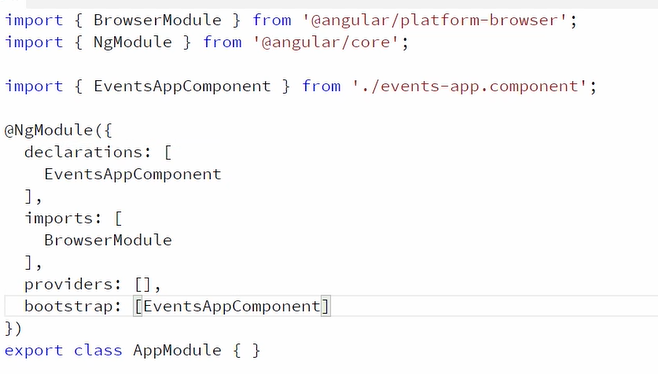 import { BrowserModule } from '@angular/platform-browser';
import { NgModule } from '@angular/core';

import { EventsAppComponent } from './events-app.component';

@NgModule({
  declarations: [
    EventsAppComponent
  ],
  imports: [
    BrowserModule
  ],
  providers: [],
  bootstrap: [EventsAppComponent]
})
export class AppModule { }